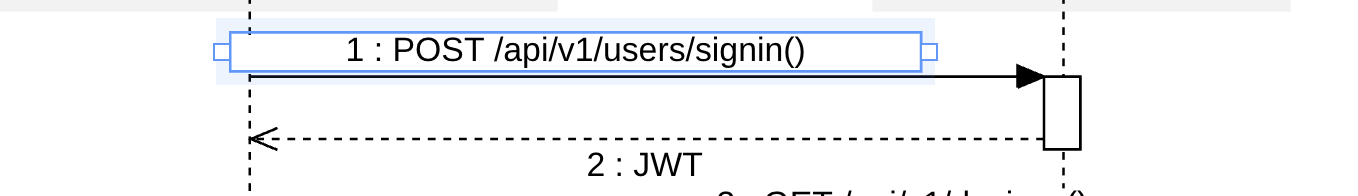 1 : POST /api/v1/users/signin()
2 : JWT